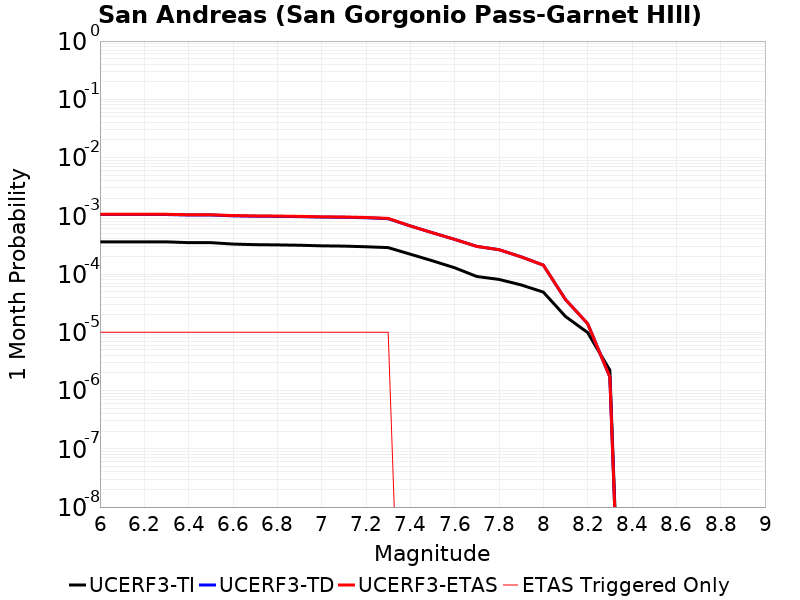 San Andreas (San Gorgonio Pass-Garnet HIll)
10^0
10^-1
10^-2
10^-3
10^-4
10^-5
10^-6
10^-7
10^-8
1 Month Probability
6 6.2 6.4 6.6 6.8 7 7.2 7.4 7.6 7.8 8 8.2 8.4 8.6 8.8 9
Magnitude
UCERF3-TI UCERF3-TD UCERF3-ETAS ETAS Triggered Only